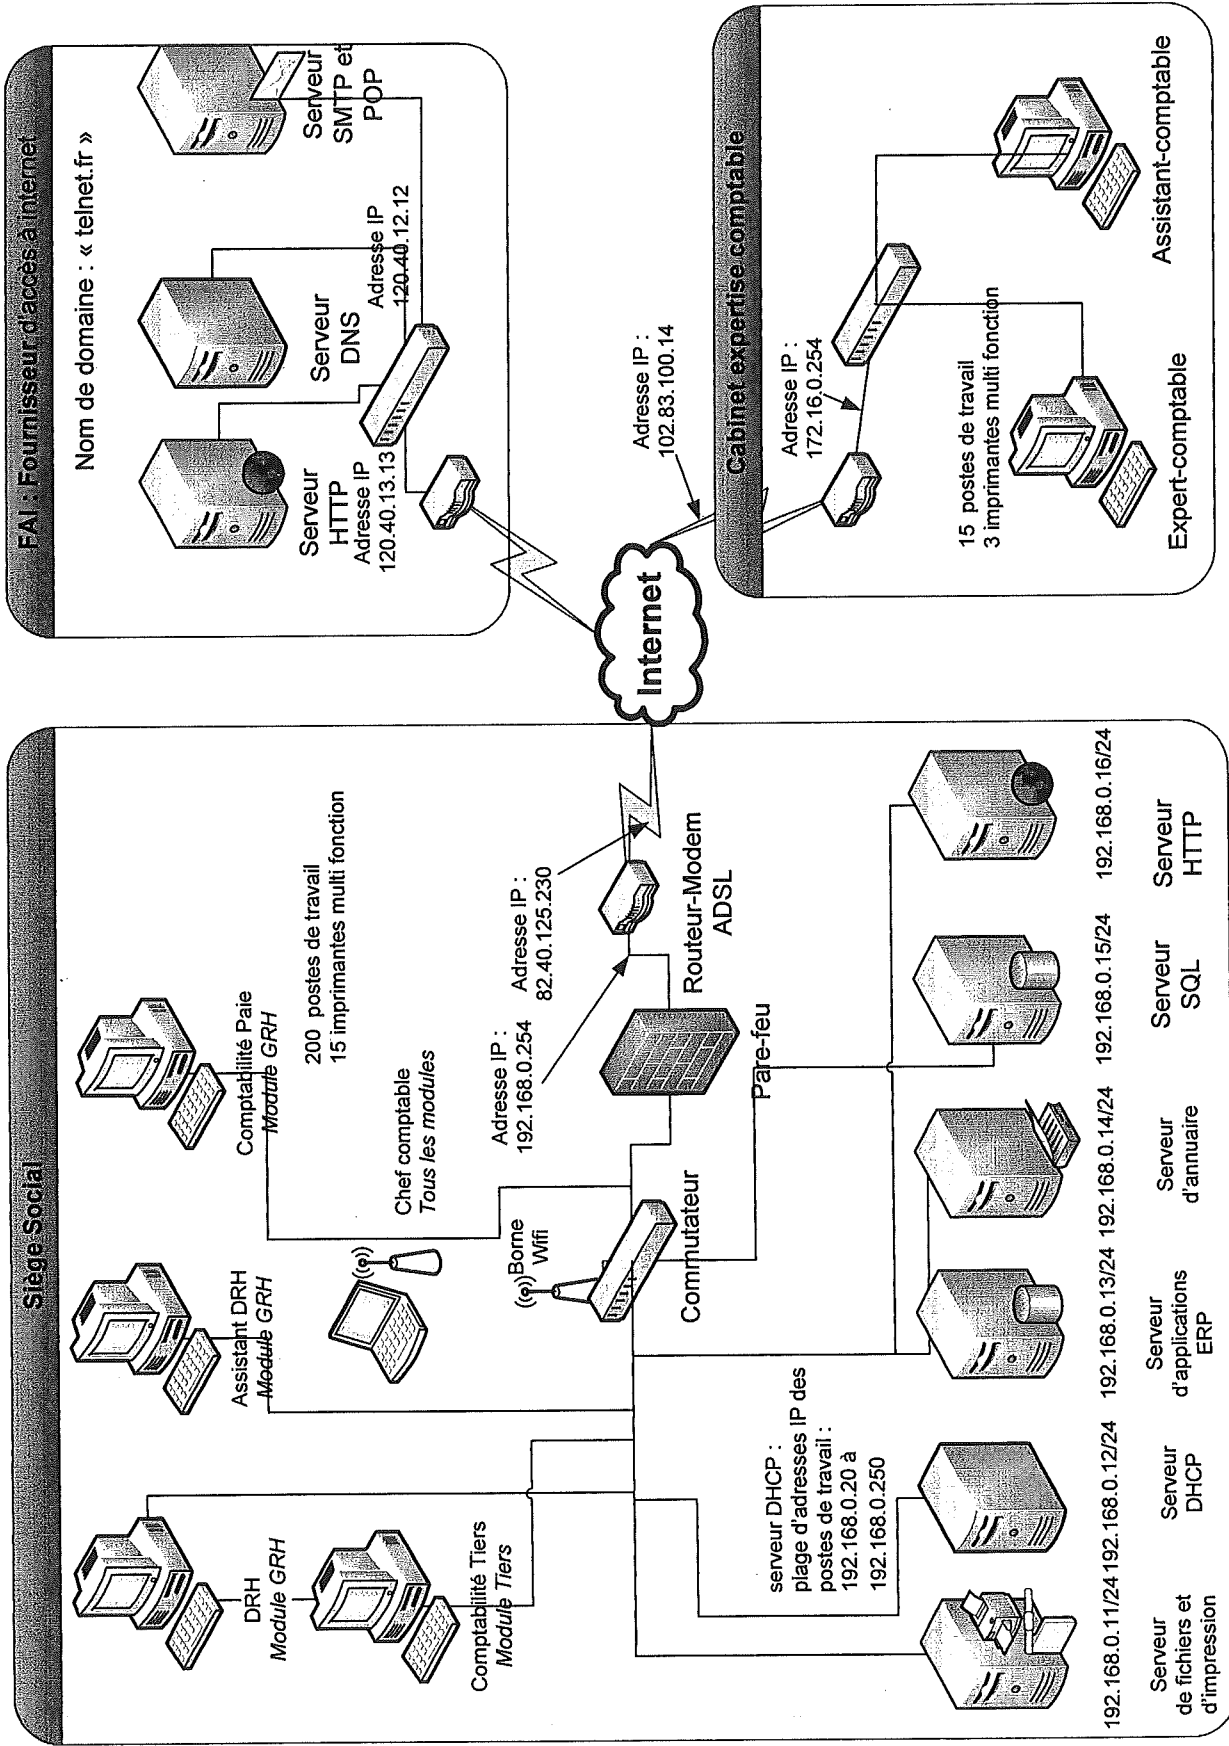 Siège Social
DRH
Module GRH
Comptabilité Tiers
Module Tiers
Assistant DRH
Module GRH
Comptabilité Paie
Module GRH
200 postes de travail
15 imprimantes multi fonction
Chef comptable
Tous les modules
Borne
Wifi
Commutateur
Adresse IP :
192.168.0.254
Adresse IP :
82.40.125.230
Routeur-Modem
ADSL
Pare-feu
serveur DHCP :
plage d'adresses IP des
postes de travail :
192.168.0.20 à
192.168.0.250
192.168.0.11/24
Serveur
de fichiers et
d'impression
192.168.0.12/24
Serveur
DHCP
192.168.0.13/24
Serveur
d'applications
ERP
192.168.0.14/24
Serveur
d'annuaire
192.168.0.15/24
Serveur
SQL
192.168.0.16/24
Serveur
HTTP
Internet
FAI : Fournisseur d'accès à Internet
Nom de domaine : « telnet.fr »
Serveur
HTTP
Adresse IP
120.40.13.13
Serveur
DNS
Adresse IP
120.40.12.12
Serveur
SMTP et
POP
Adresse IP :
102.83.100.14
Cabinet expertise comptable
Adresse IP :
172.16.0.254
15 postes de travail
3 imprimantes multi fonction
Expert-comptable
Assistant-comptable